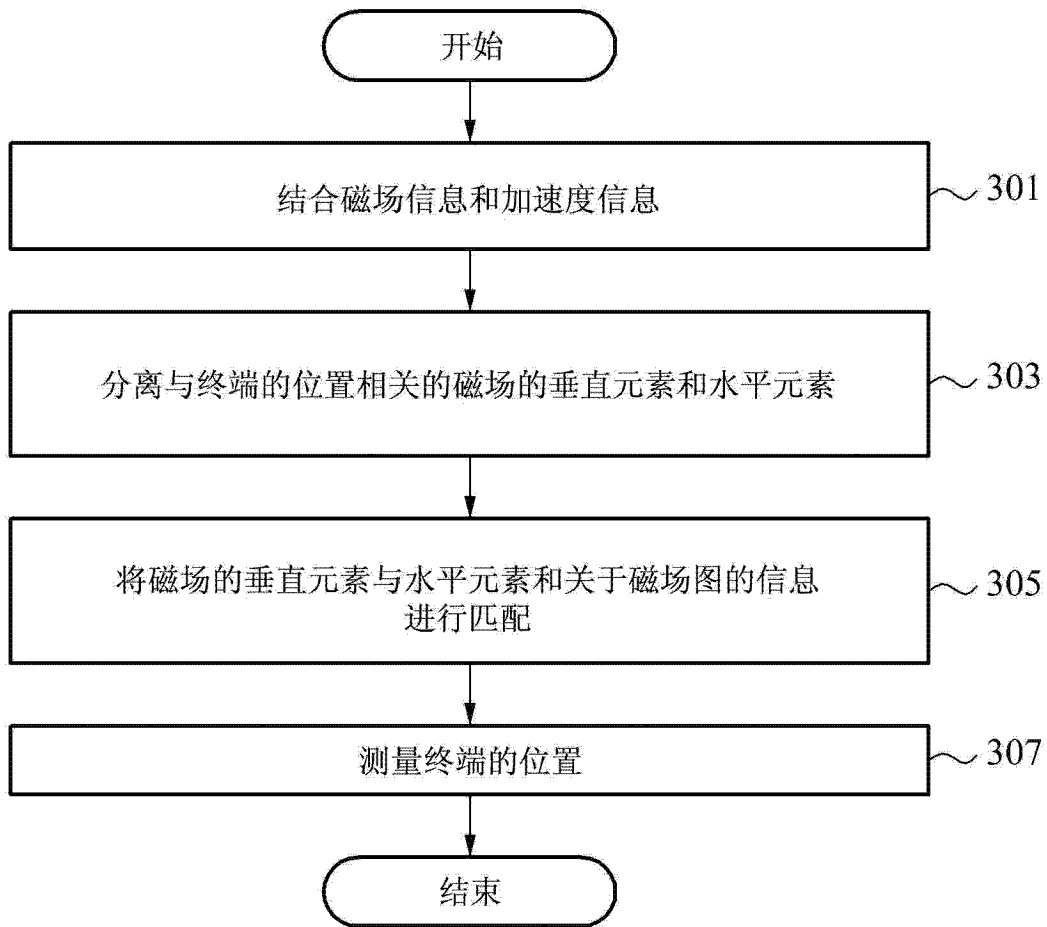 开始
结合磁场信息和加速度信息
301
分离与终端的位置相关的磁场的垂直元素和水平元素
303
将磁场的垂直元素与水平元素和关于磁场图的信息
进行匹配
305
测量终端的位置
307
结束